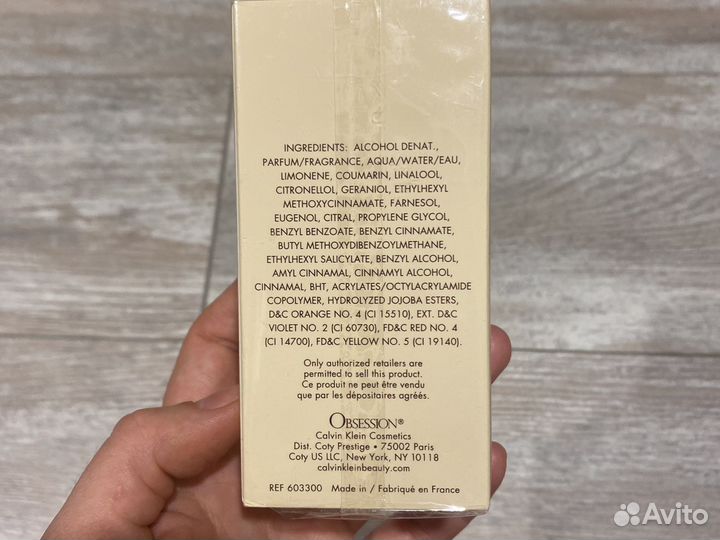 INGREDIENTS: ALCOHOL DENAT.,
PARFUM/FRAGRANCE, AQUA/WATER/EAU,
LIMONENE, COUMARIN, LINALOOL,
CITRONELLOL, GERANIOL, ETHYLHEXYL
METHOXYCINNAMATE, FARNESOL,
EUGENOL, CITRAL, PROPYLENE GLYCOL,
BENZYL BENZOATE, BENZYL CINNAMATE,
BUTYL METHOXYDIBENZOYLMETHANE,
ETHYLHEXYL SALICYLATE, BENZYL ALCOHOL,
AMYL CINNAMAL, CINNAMYL ALCOHOL,
CINNAMAL, BHT, ACRYLATES/OCTYLACRYLAMIDE
COPOLYMER, HYDROLYZED JOJOBA ESTERS,
D&C ORANGE NO. 4 (CI 15510), EXT. D&C
VIOLET NO. 2 (CI 60730), FD&C RED NO. 4
(CI 14700), FD&C YELLOW NO. 5 (CI 19140).
Only authorized retailers are
permitted to sell this product.
Ce produit ne peut être vendu
que par les dépositaires agréés.
OBSESSION®
Calvin Klein Cosmetics
Dist. Coty Prestige • 75002 Paris
Coty US LLC, New York, NY 10118
calvinkleinbeauty.com
REF 603300 Made in / Fabriqué en France
Avito